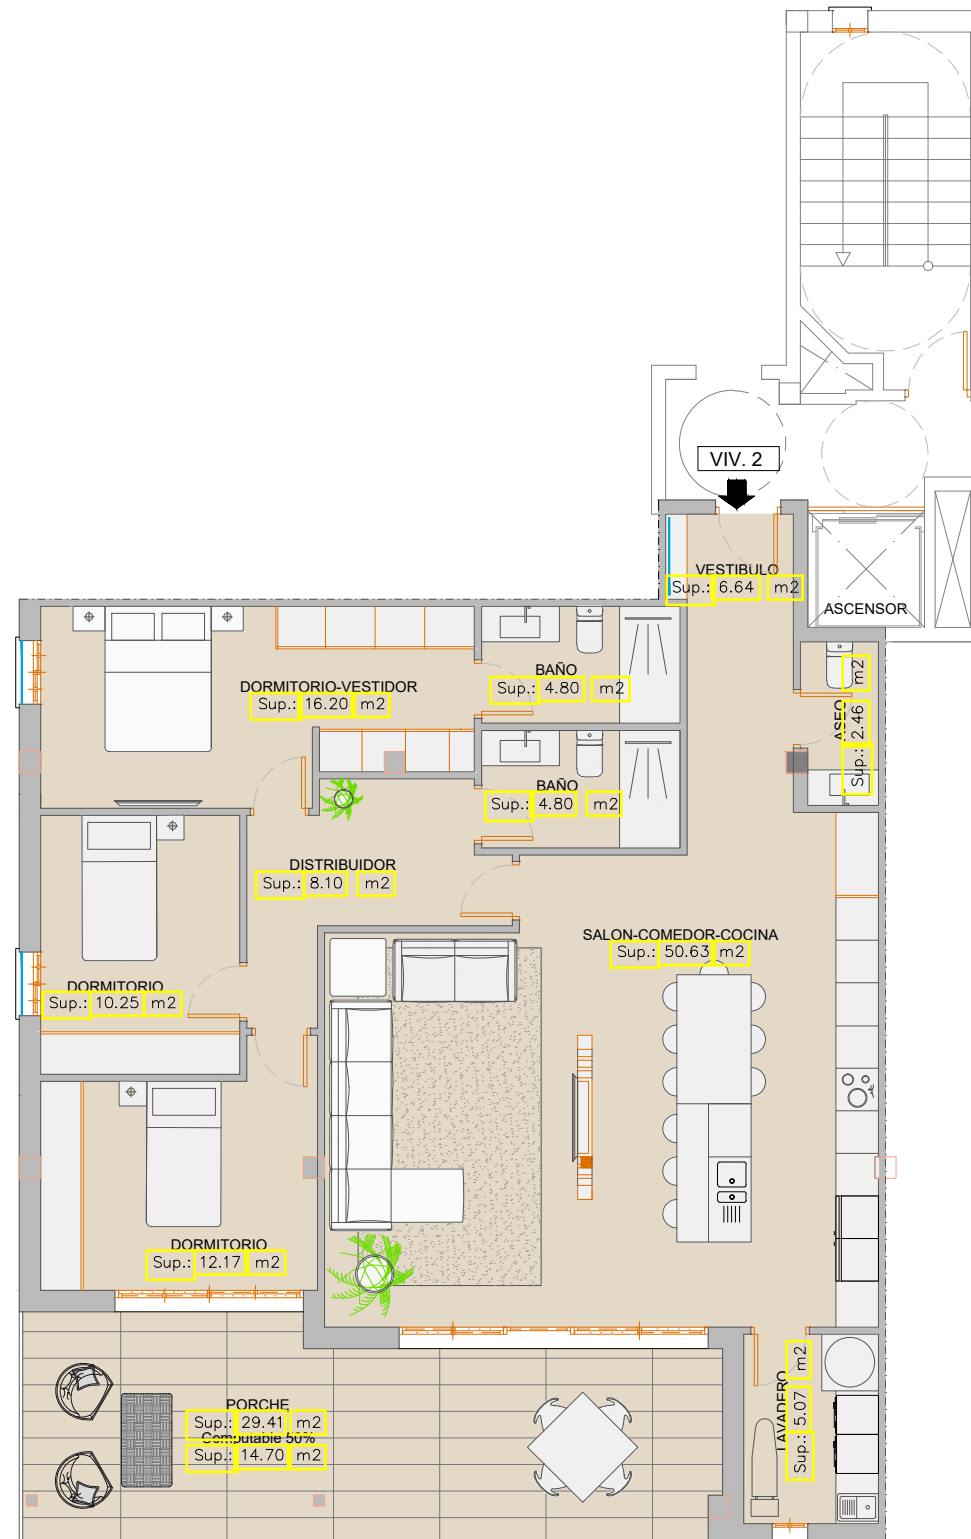 VIV. 2
VESTIBULO
Sup.: 6.64 m2
ASCENSOR
BAÑO
Sup.: 4.80 m2
DORMITORIO-VESTIDOR
Sup.: 16.20 m2
ASEO
Sup.: 2.46 m2
BAÑO
Sup.: 4.80 m2
DISTRIBUIDOR
Sup.: 8.10 m2
SALON-COMEDOR-COCINA
Sup.: 50.63 m2
DORMITORIO
Sup.: 10.25 m2
DORMITORIO
Sup.: 12.17 m2
PORCHE
Sup.: 29.41 m2
Computable 50%
Sup.: 14.70 m2
LAVADERO
Sup.: 5.07 m2